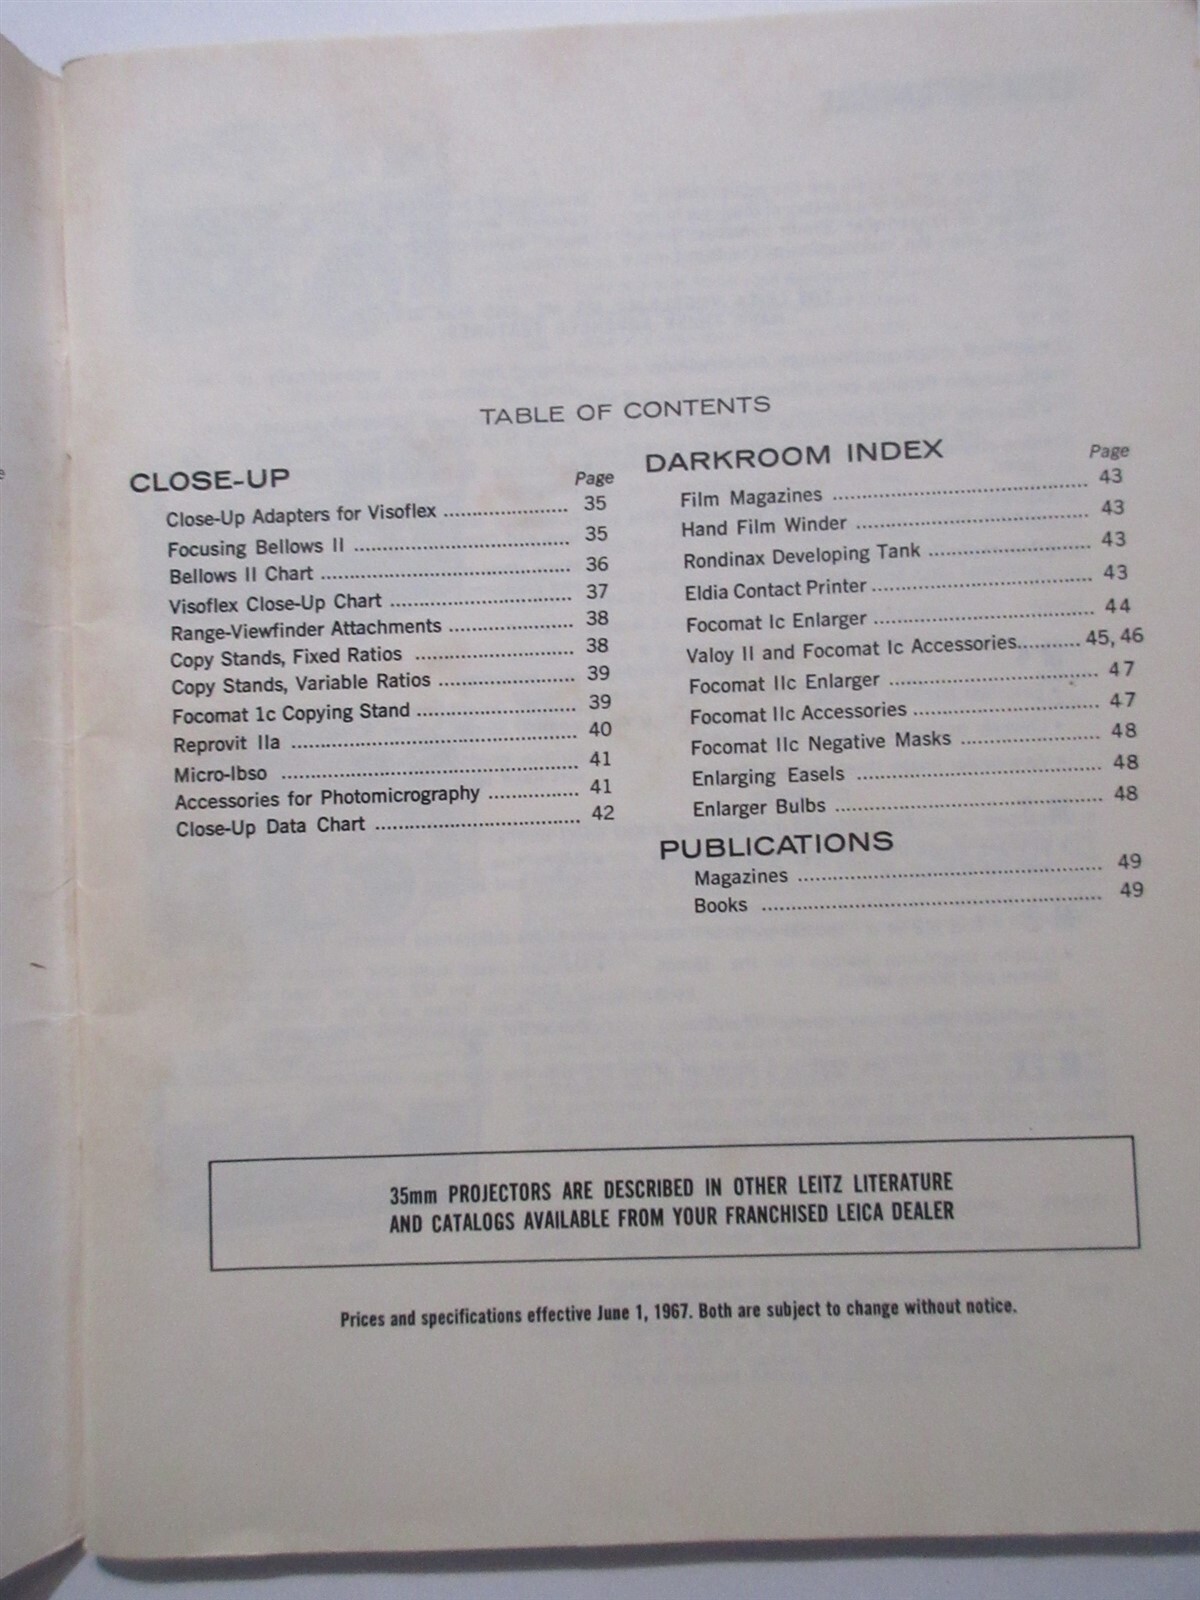 TABLE OF CONTENTS
CLOSE-UP
Page
Close-Up Adapters for Visoflex ..................... 35
Focusing Bellows II ..................................... 35
Bellows II Chart .......................................... 36
Visoflex Close-Up Chart ............................... 37
Range-Viewfinder Attachments ..................... 38
Copy Stands, Fixed Ratios ........................... 38
Copy Stands, Variable Ratios ....................... 39
Focomat 1c Copying Stand ........................... 39
Reprovit IIa ................................................ 40
Micro-Ibso .................................................. 41
Accessories for Photomicrography ............... 41
Close-Up Data Chart ................................... 42
DARKROOM INDEX
Page
Film Magazines ........................................... 43
Hand Film Winder ....................................... 43
Rondinax Developing Tank ........................... 43
Eldia Contact Printer ..................................... 43
Focomat Ic Enlarger ..................................... 44
Valoy II and Focomat Ic Accessories........... 45, 46
Focomat IIc Enlarger ................................... 47
Focomat IIc Accessories ............................... 47
Focomat IIc Negative Masks ....................... 48
Enlarging Easels ......................................... 48
Enlarger Bulbs ............................................. 48
PUBLICATIONS
Magazines ................................................... 49
Books ......................................................... 49
35mm PROJECTORS ARE DESCRIBED IN OTHER LEITZ LITERATURE
AND CATALOGS AVAILABLE FROM YOUR FRANCHISED LEICA DEALER
Prices and specifications effective June 1, 1967. Both are subject to change without notice.